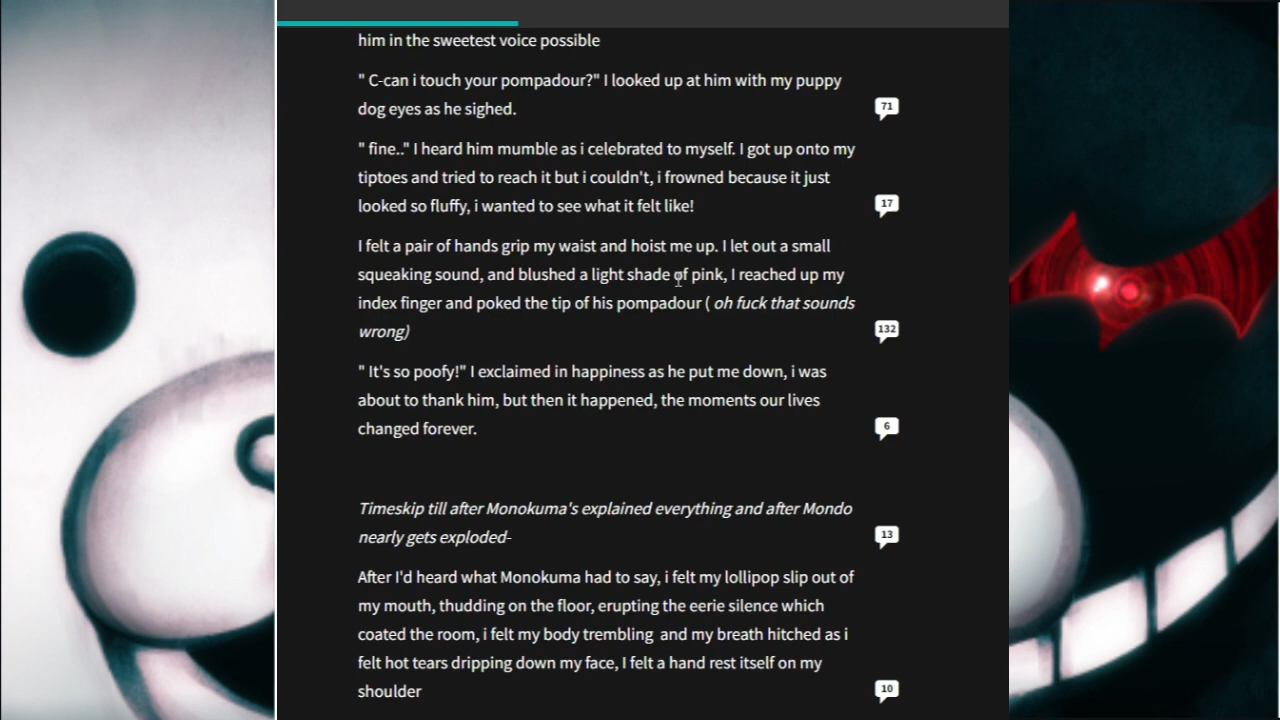 him in the sweetest voice possible
" C-can i touch your pompadour?" I looked up at him with my puppy
dog eyes as he sighed.
71
" fine.." I heard him mumble as i celebrated to myself. I got up onto my
tiptoes and tried to reach it but i couldn't, i frowned because it just
looked so fluffy, i wanted to see what it felt like!
17
I felt a pair of hands grip my waist and hoist me up. I let out a small
squeaking sound, and blushed a light shade of pink, I reached up my
index finger and poked the tip of his pompadour ( oh fuck that sounds
wrong)
132
" It's so poofy!" I exclaimed in happiness as he put me down, i was
about to thank him, but then it happened, the moments our lives
changed forever.
6
Timeskip till after Monokuma's explained everything and after Mondo
nearly gets exploded-
13
After I'd heard what Monokuma had to say, i felt my lollipop slip out of
my mouth, thudding on the floor, erupting the eerie silence which
coated the room, i felt my body trembling  and my breath hitched as i
felt hot tears dripping down my face, I felt a hand rest itself on my
shoulder
10